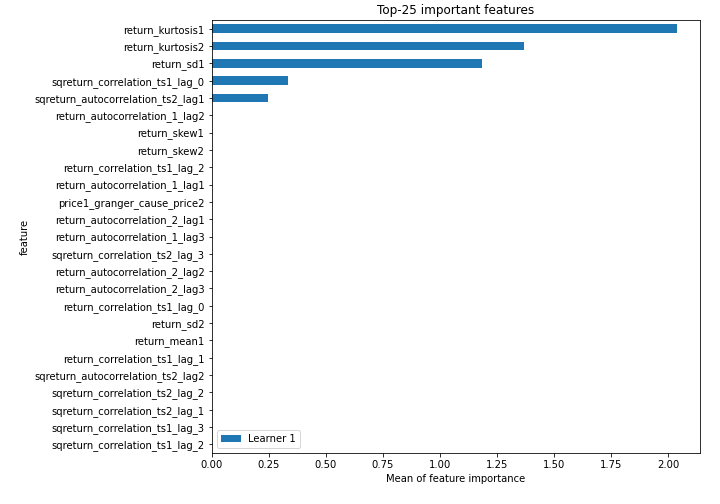 Top-25 important features
return_kurtosis1
return_kurtosis2
return_sd1
sqreturn_correlation_ts1_lag_0
sqreturn_autocorrelation_ts2_lag1
return_autocorrelation_1_lag2
return_skew1
return_skew2
return_correlation_ts1_lag_2
return_autocorrelation_1_lag1
price1_granger_cause_price2
return_autocorrelation_2_lag1
return_autocorrelation_1_lag3
sqreturn_correlation_ts2_lag_3
return_autocorrelation_2_lag2
return_autocorrelation_2_lag3
return_correlation_ts1_lag_0
return_sd2
return_mean1
return_correlation_ts1_lag_1
sqreturn_autocorrelation_ts2_lag2
sqreturn_correlation_ts2_lag_2
sqreturn_correlation_ts2_lag_1
sqreturn_correlation_ts1_lag_3
sqreturn_correlation_ts1_lag_2
feature
Learner 1
0.00 0.25 0.50 0.75 1.00 1.25 1.50 1.75 2.00
Mean of feature importance